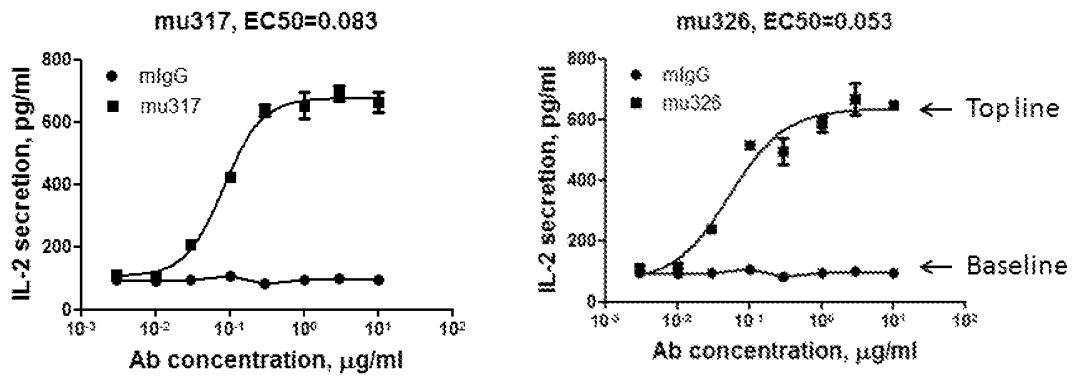 mu317, EC50=0.083
IL-2 secretion, pg/ml
800
600
400
200
0
mIgG
mu317
10-3
10-2
10-1
100
101
102
Ab concentration, μg/ml
mu326, EC50=0.053
IL-2 secretion, pg/ml
800
600
400
200
0
mIgG
mu326
Top line
Baseline
10-3
10-2
10-1
100
101
102
Ab concentration, μg/ml